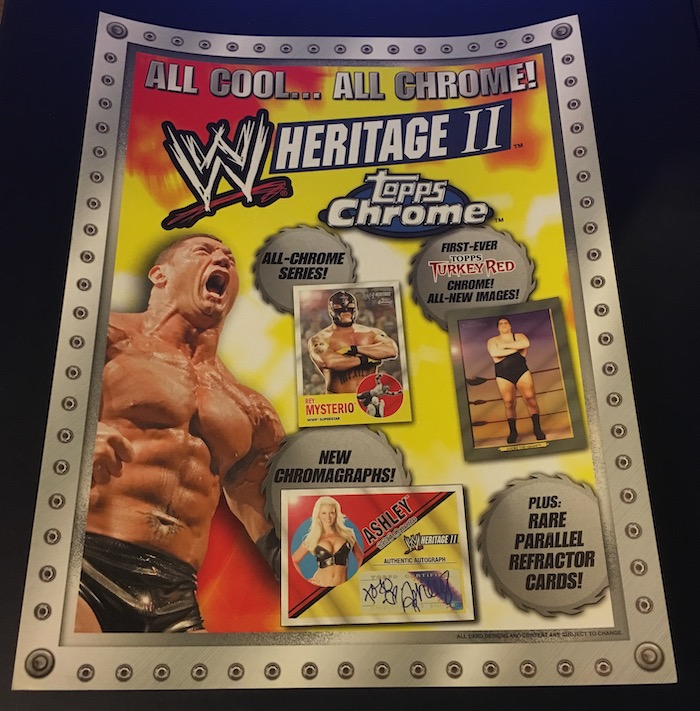 ALL COOL... ALL CHROME!
W HERITAGE II ™
topps
Chrome™
ALL-CHROME
SERIES!
FIRST-EVER
TOPPS
TURKEY RED
CHROME!
ALL-NEW IMAGES!
REY
MYSTERIO
NEW
CHROMAGRAPHS!
ASHLEY
W HERITAGE II
AUTHENTIC AUTOGRAPH
PLUS:
RARE
PARALLEL
REFRACTOR
CARDS!
ALL CARD DESIGNS AND CONTENT ARE SUBJECT TO CHANGE